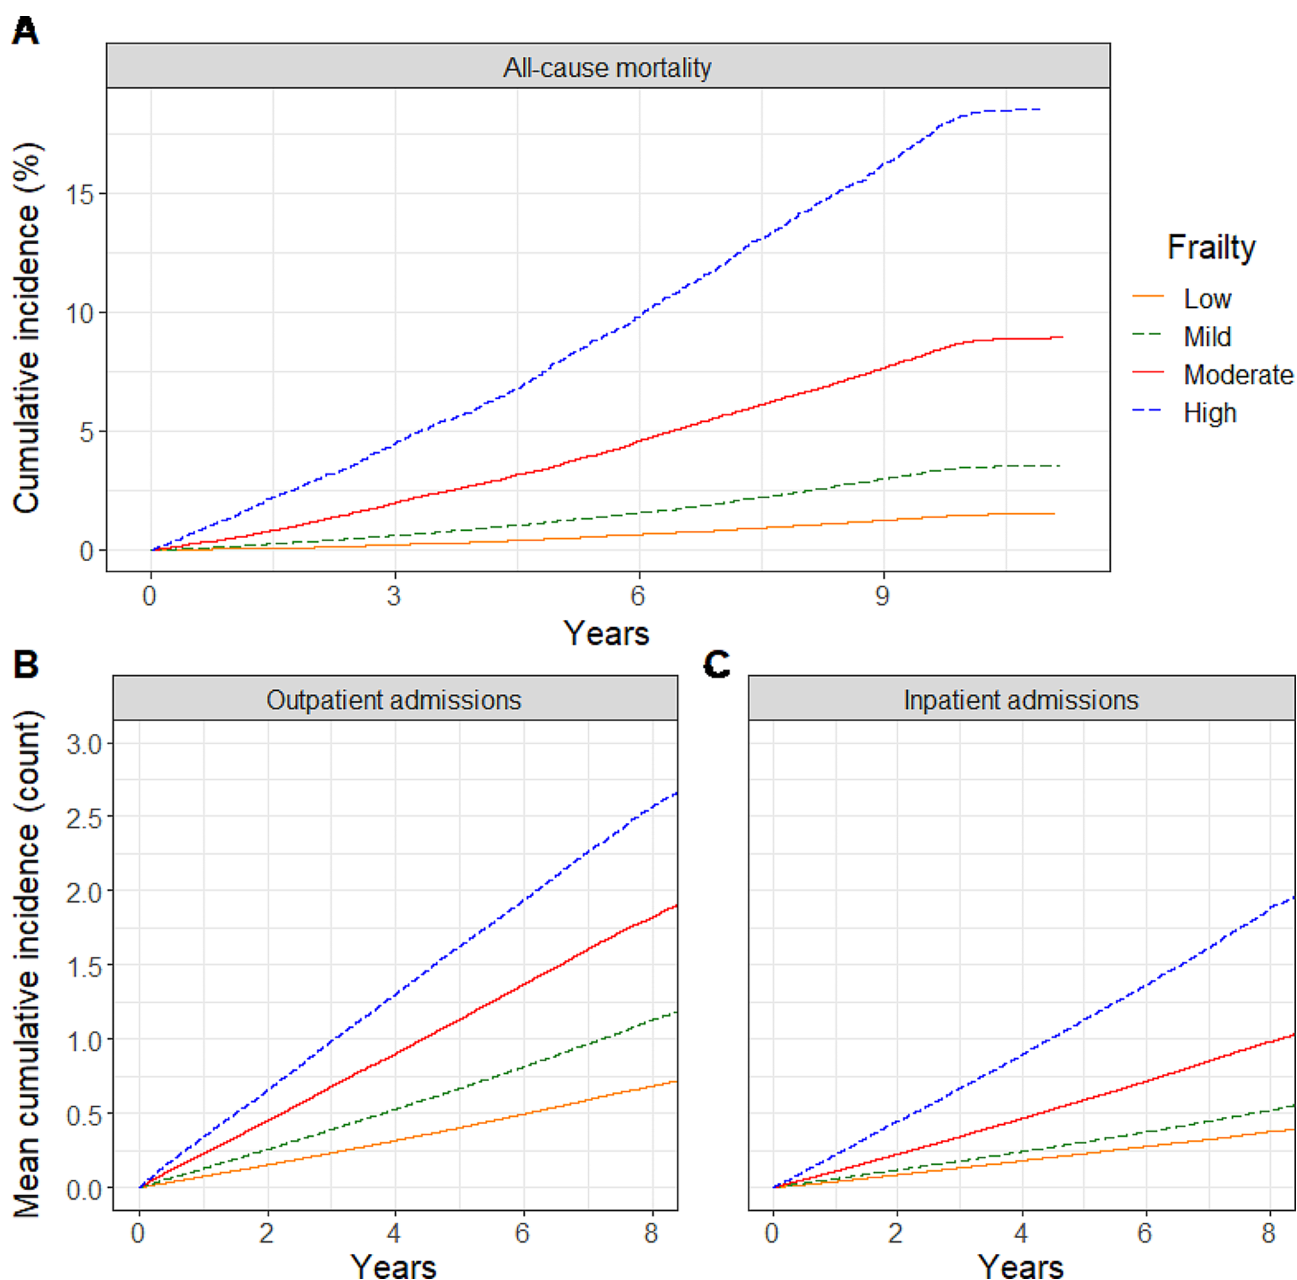 A
All-cause mortality
Cumulative incidence (%)
15
10
5
0
0 3 6 9
Years
Frailty
Low
Mild
Moderate
High
B
Outpatient admissions
Mean cumulative incidence (count)
3.0
2.5
2.0
1.5
1.0
0.5
0.0
0 2 4 6 8
Years
C
Inpatient admissions
0 2 4 6 8
Years